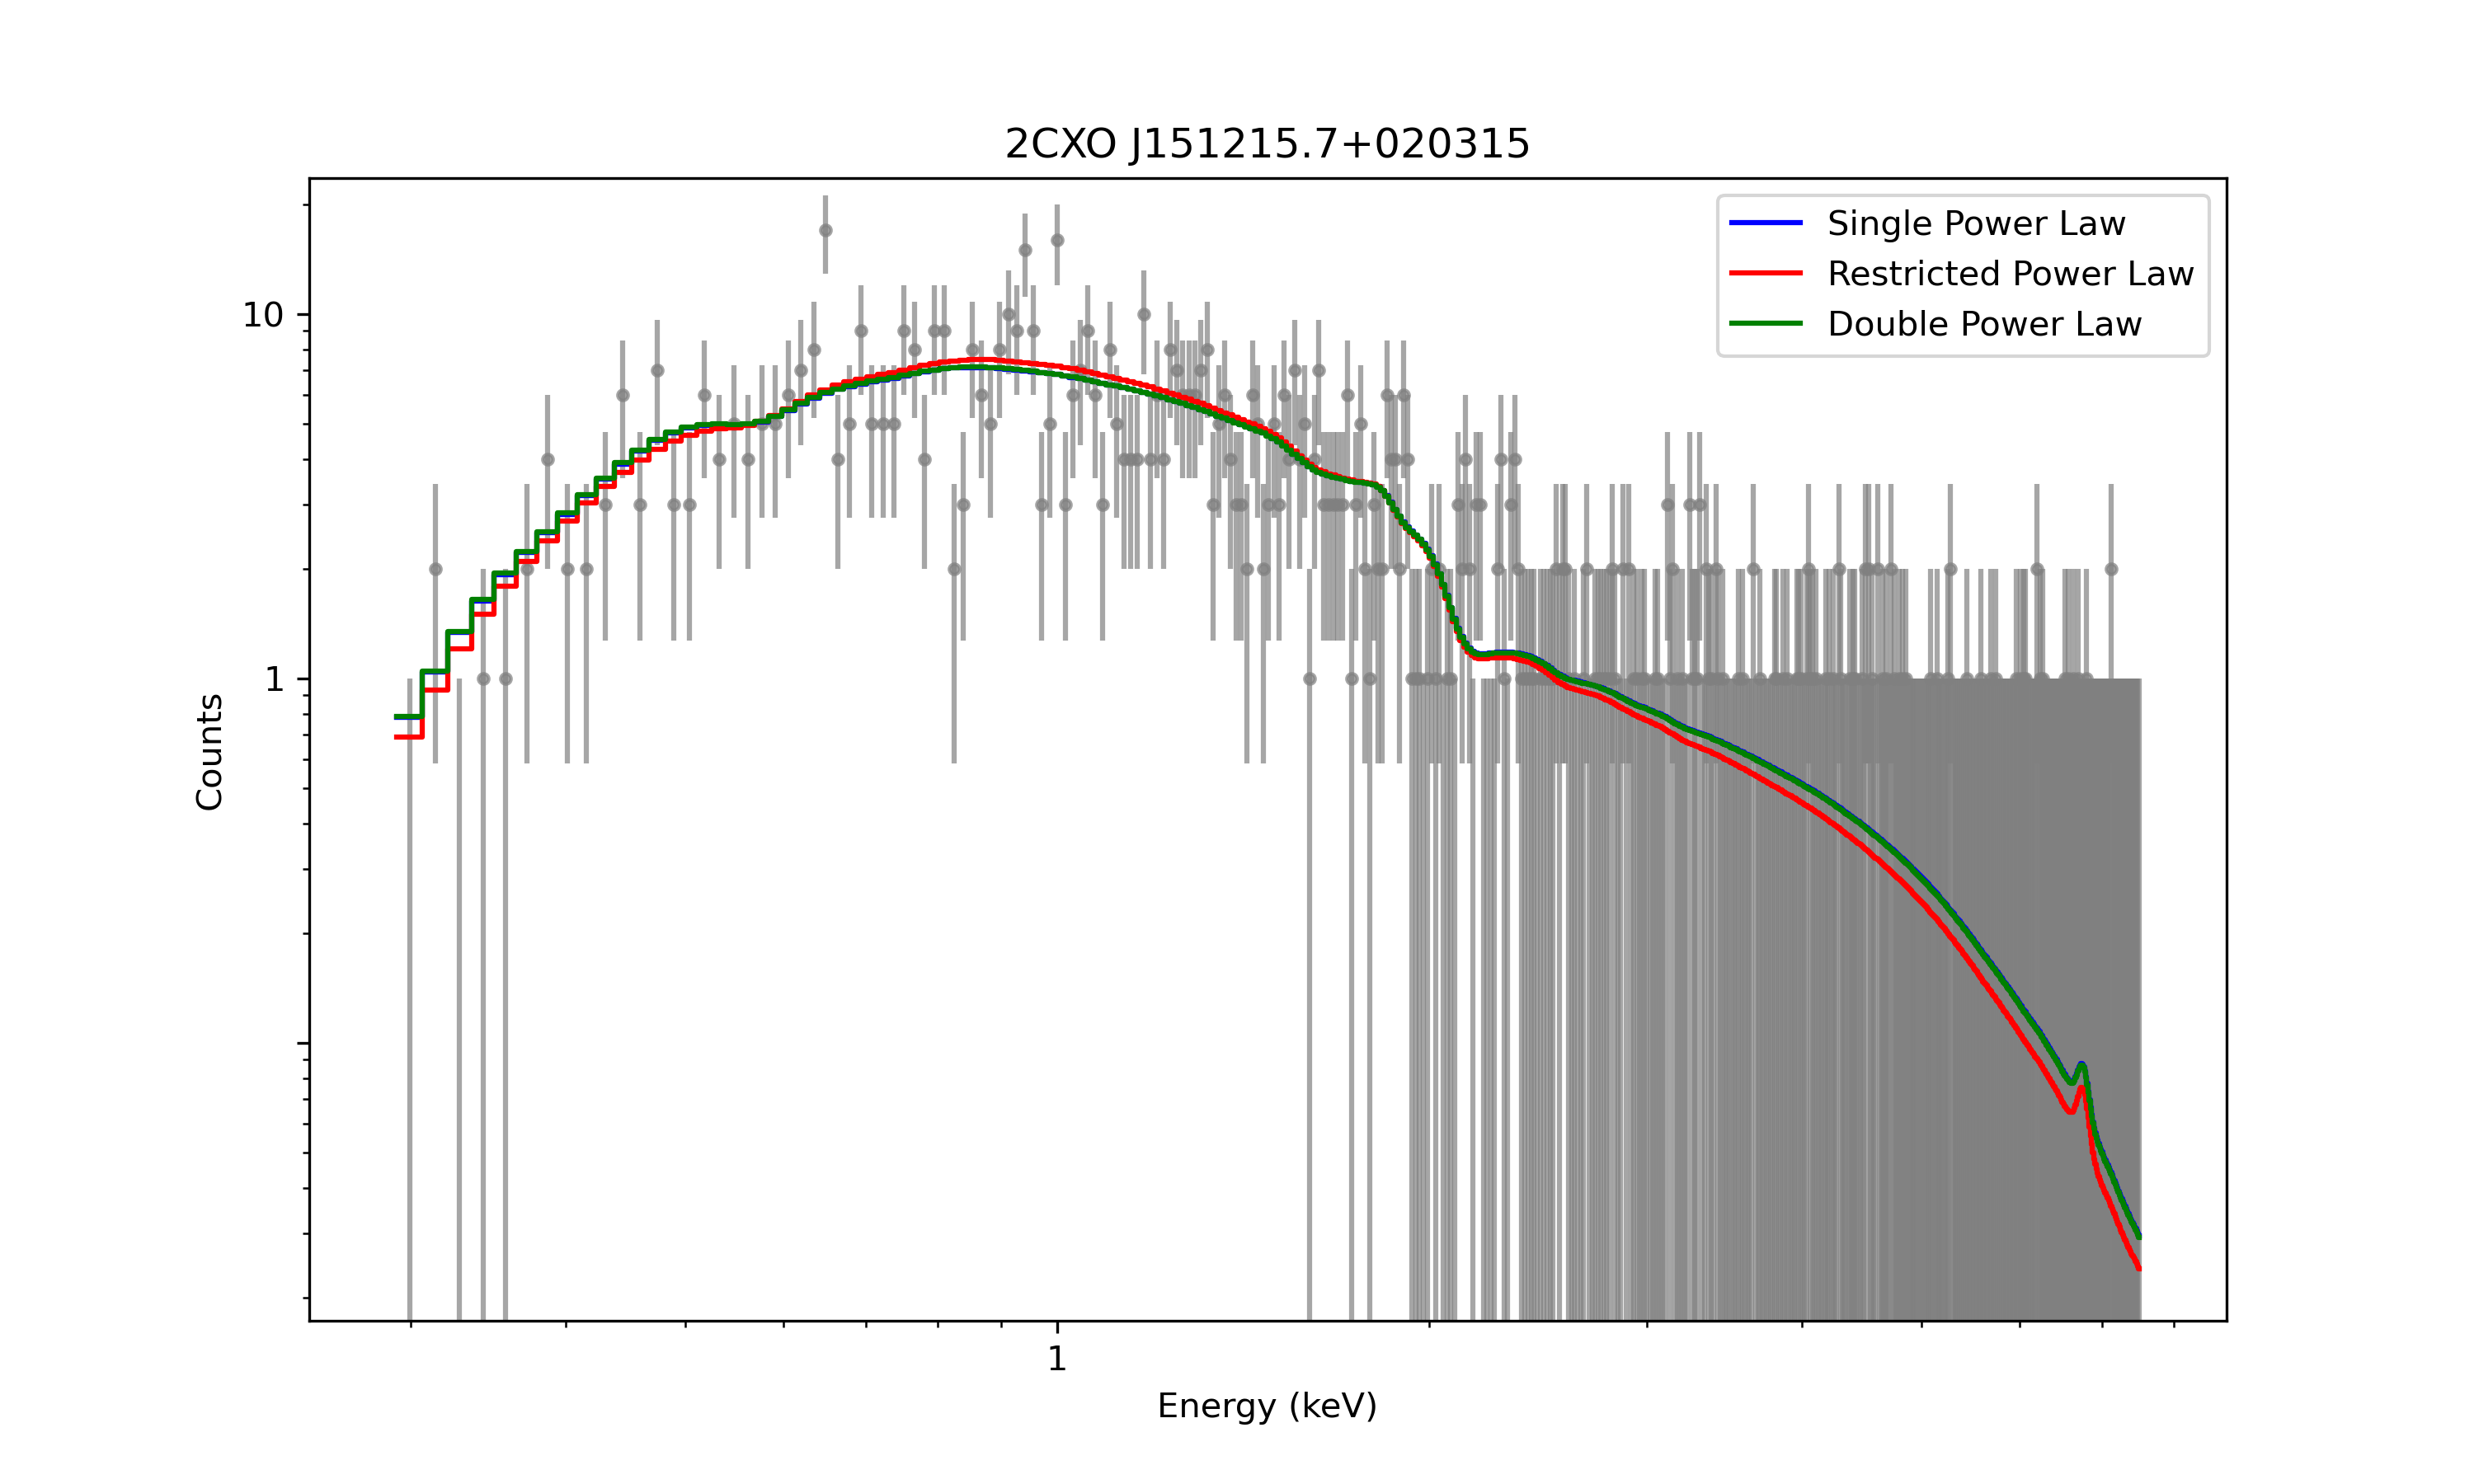 2CXO J151215.7+020315
Single Power Law
Restricted Power Law
Double Power Law
10
1
Counts
1
Energy (keV)